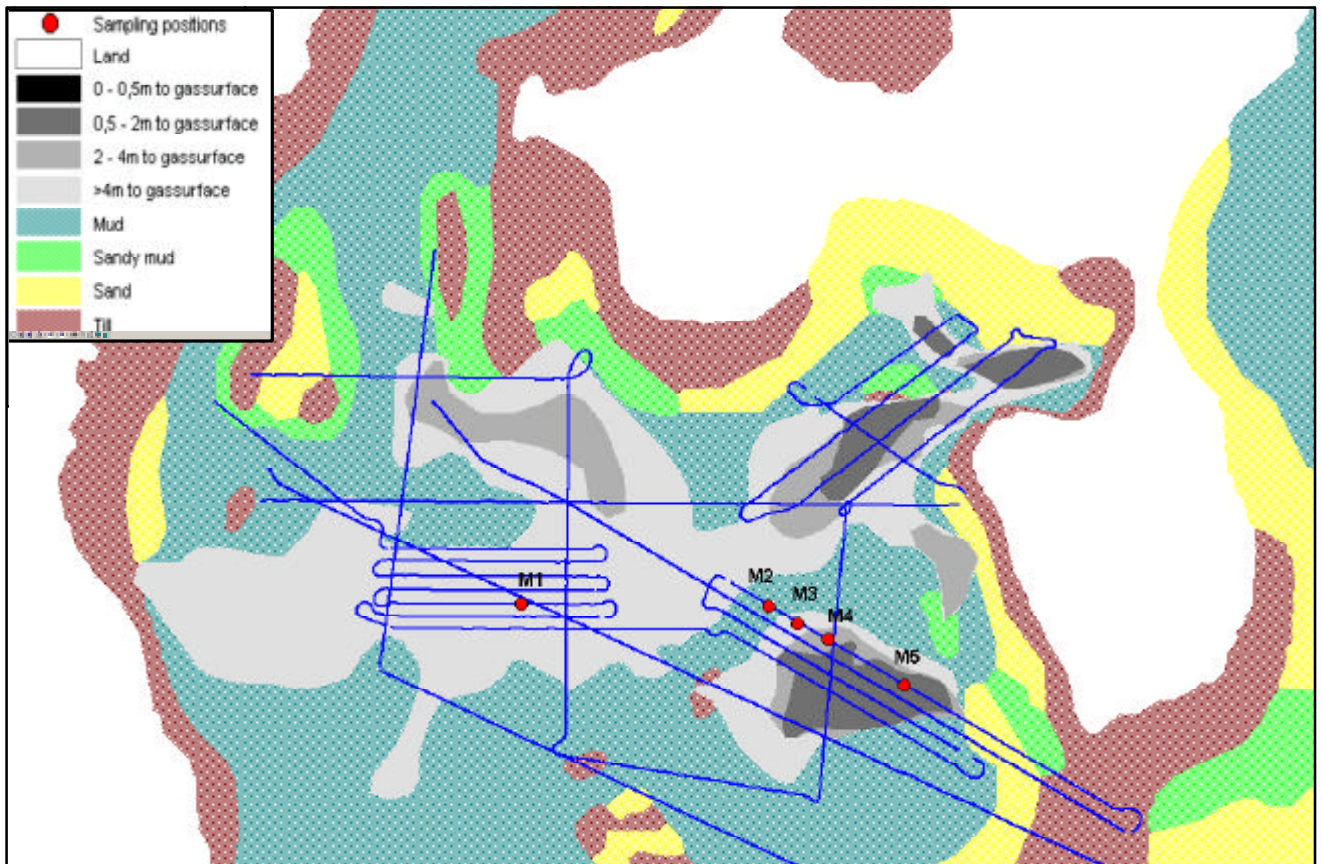 Sampling positions
Land
0 - 0,5m to gassurface
0,5 - 2m to gassurface
2 - 4m to gassurface
>4m to gassurface
Mud
Sandy mud
Sand
Till
M1
M2
M3
M4
M5